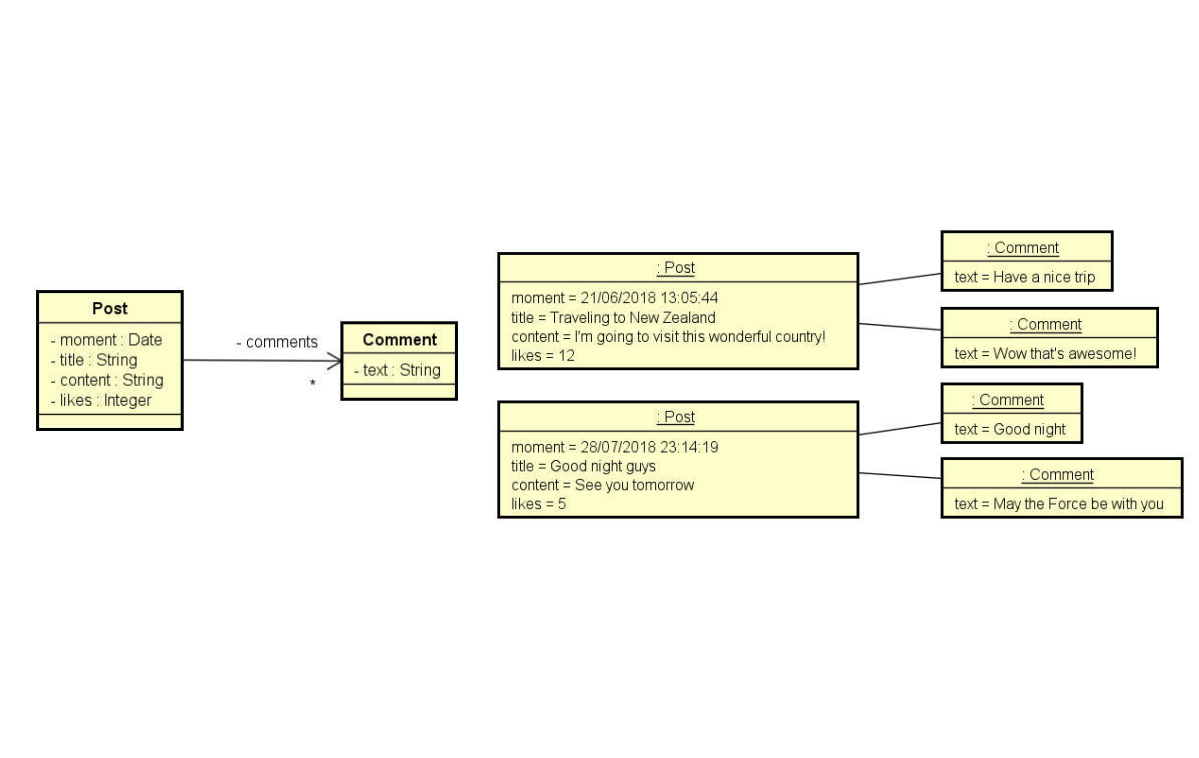 Post
- moment : Date
- title : String
- content : String
- likes : Integer
- comments
*
Comment
- text : String
: Post
moment = 21/06/2018 13:05:44
title = Traveling to New Zealand
content = I'm going to visit this wonderful country!
likes = 12
: Comment
text = Have a nice trip
: Comment
text = Wow that's awesome!
: Post
moment = 28/07/2018 23:14:19
title = Good night guys
content = See you tomorrow
likes = 5
: Comment
text = Good night
: Comment
text = May the Force be with you